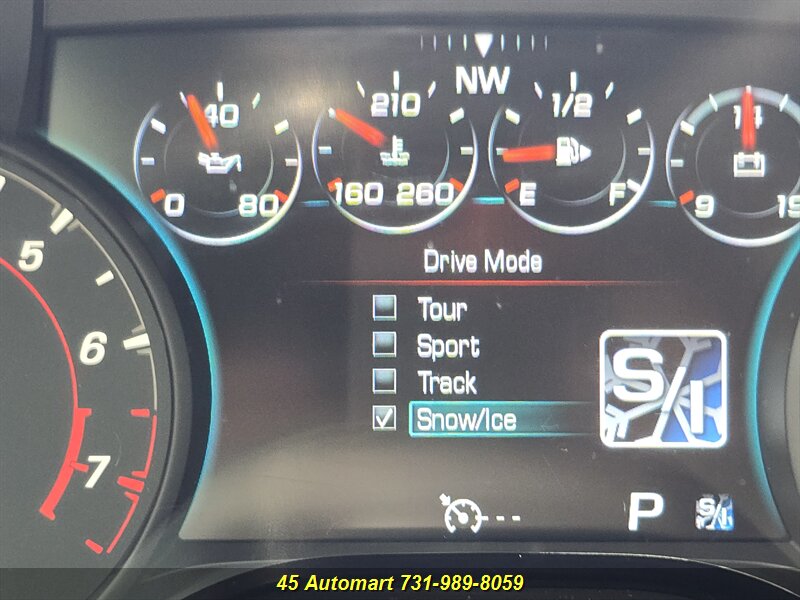 NW
40
0 80
210
160 260
1/2
E F
14
9 19
5
6
7
Drive Mode
Tour
Sport
Track
Snow/Ice
S/I
---
P
S/I
45 Automart 731-989-8059